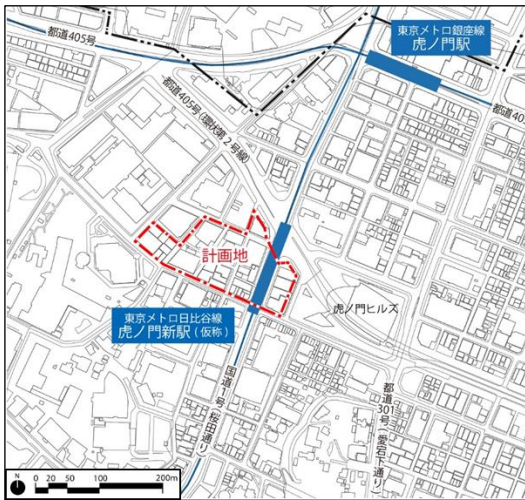 東京メトロ銀座線
虎ノ門駅
都道405号
都道405号(環状第2号線)
都道405
計画地
虎ノ門ヒルズ
東京メトロ日比谷線
虎ノ門新駅(仮称)
国道1号 桜田通り
都道301号 愛宕下通り
N
0 20 50 100 200m